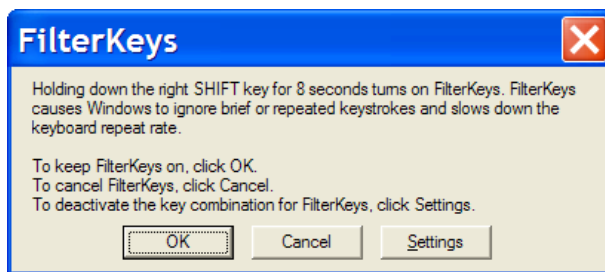 FilterKeys
Holding down the right SHIFT key for 8 seconds turns on FilterKeys. FilterKeys
causes Windows to ignore brief or repeated keystrokes and slows down the
keyboard repeat rate.
To keep FilterKeys on, click OK.
To cancel FilterKeys, click Cancel.
To deactivate the key combination for FilterKeys, click Settings.
OK Cancel Settings